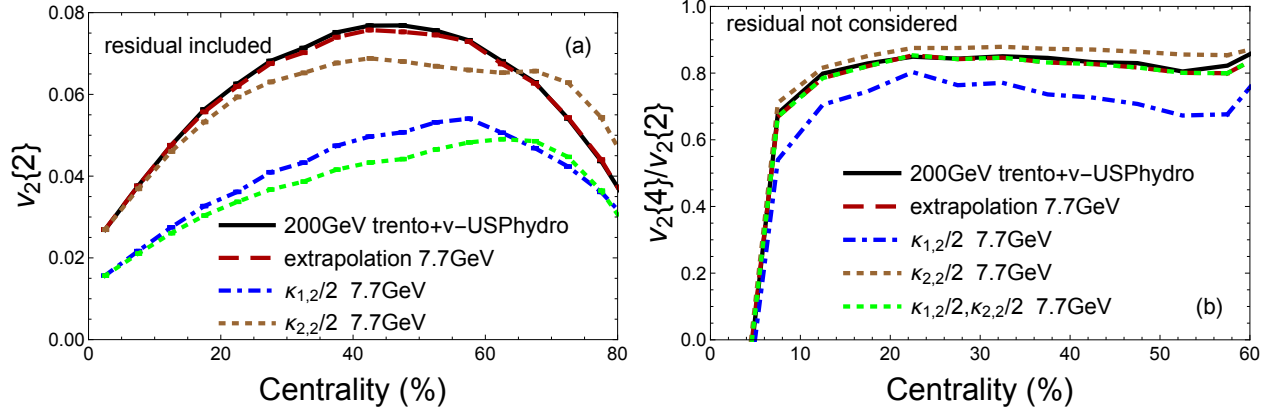 residual included
(a)
v₂{2}
0.08
0.06
0.04
0.02
0.00
200GeV trento+v−USPhydro
extrapolation 7.7GeV
κ₁,₂/2 7.7GeV
κ₂,₂/2 7.7GeV
0 20 40 60 80
Centrality (%)
residual not considered
v₂{4}/v₂{2}
1.0
0.8
0.6
0.4
0.2
0.0
200GeV trento+v−USPhydro
extrapolation 7.7GeV
κ₁,₂/2 7.7GeV
κ₂,₂/2 7.7GeV
κ₁,₂/2,κ₂,₂/2 7.7GeV
(b)
0 10 20 30 40 50 60
Centrality (%)